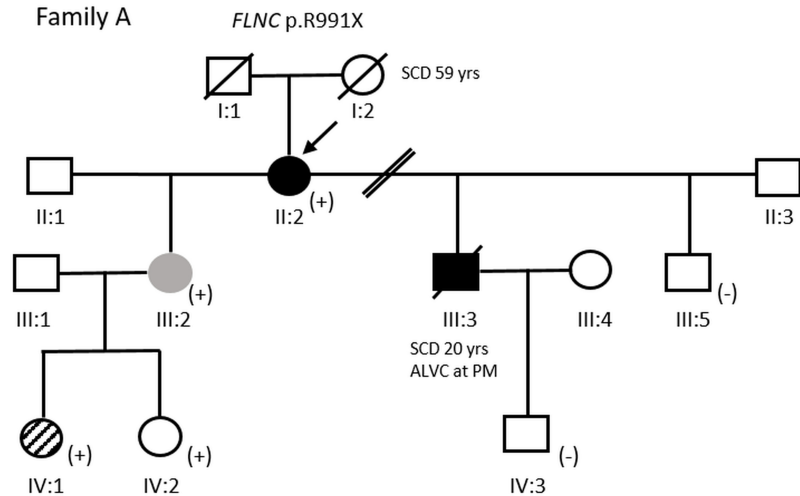 Family A
FLNC p.R991X
SCD 59 yrs
I:1
I:2
(+)
II:1
II:2
II:3
(+)
(-)
III:1
III:2
III:3
III:4
III:5
SCD 20 yrs
ALVC at PM
(+)
(+)
(-)
IV:1
IV:2
IV:3